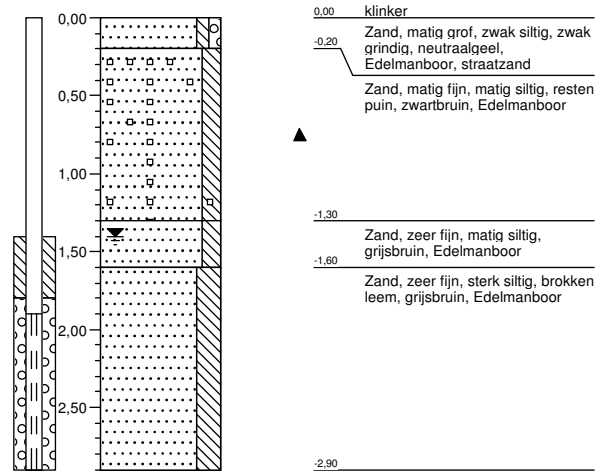 0,00
0,50
1,00
1,50
2,00
2,50
0,00 klinker
Zand, matig grof, zwak siltig, zwak
-0,20
grindig, neutraalgeel,
Edelmanboor, straatzand
Zand, matig fijn, matig siltig, resten
puin, zwartbruin, Edelmanboor
-1,30
Zand, zeer fijn, matig siltig,
grijsbruin, Edelmanboor
-1,60
Zand, zeer fijn, sterk siltig, brokken
leem, grijsbruin, Edelmanboor
-2,90